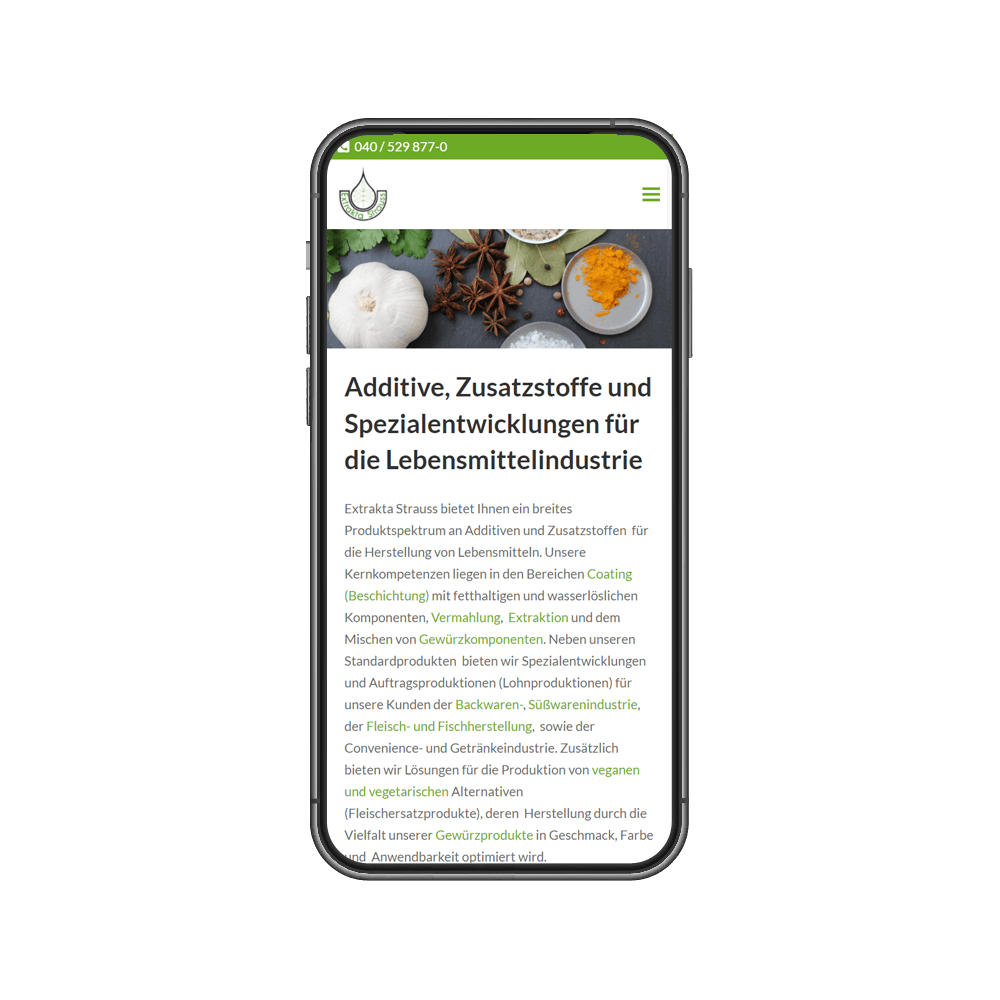 040 / 529 877-0
Extrakta Strauss
Additive, Zusatzstoffe und
Spezialentwicklungen für
die Lebensmittelindustrie
Extrakta Strauss bietet Ihnen ein breites
Produktspektrum an Additiven und Zusatzstoffen für
die Herstellung von Lebensmitteln. Unsere
Kernkompetenzen liegen in den Bereichen Coating
(Beschichtung) mit fetthaltigen und wasserlöslichen
Komponenten, Vermahlung, Extraktion und dem
Mischen von Gewürzkomponenten. Neben unseren
Standardprodukten bieten wir Spezialentwicklungen
und Auftragsproduktionen (Lohnproduktionen) für
unsere Kunden der Backwaren-, Süßwarenindustrie,
der Fleisch- und Fischherstellung, sowie der
Convenience- und Getränkeindustrie. Zusätzlich
bieten wir Lösungen für die Produktion von veganen
und vegetarischen Alternativen
(Fleischersatzprodukte), deren Herstellung durch die
Vielfalt unserer Gewürzprodukte in Geschmack, Farbe
und Anwendbarkeit optimiert wird.